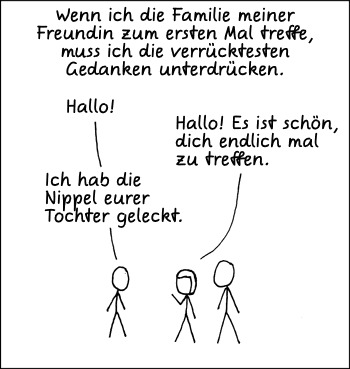 Wenn ich die Familie meiner
Freundin zum ersten Mal treffe,
muss ich die verrücktesten
Gedanken unterdrücken.
Hallo!
Hallo! Es ist schön,
dich endlich mal
zu treffen.
Ich hab die
Nippel eurer
Tochter geleckt.